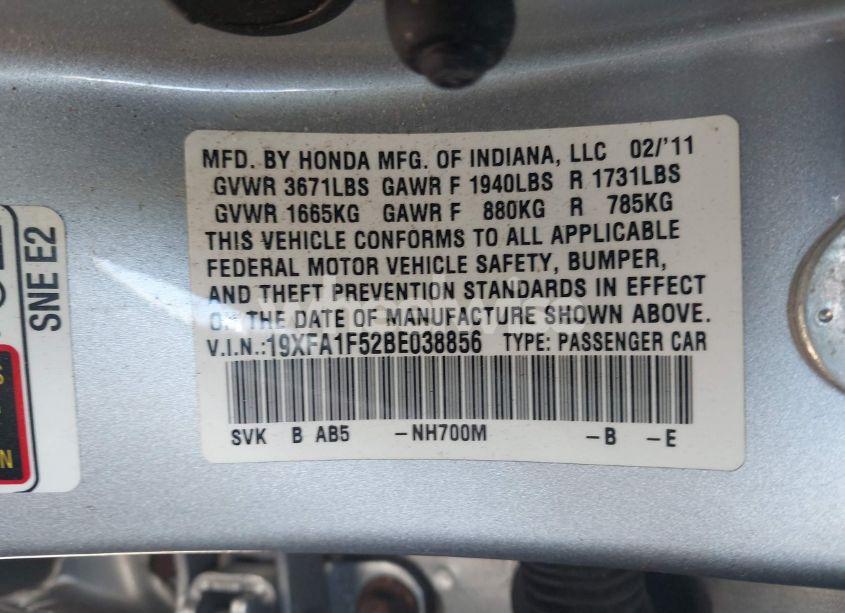 MFD. BY HONDA MFG. OF INDIANA, LLC 02/'11
GVWR 3671LBS GAWR F 1940LBS R 1731LBS
GVWR 1665KG GAWR F 880KG R 785KG
THIS VEHICLE CONFORMS TO ALL APPLICABLE
FEDERAL MOTOR VEHICLE SAFETY, BUMPER,
AND THEFT PREVENTION STANDARDS IN EFFECT
ON THE DATE OF MANUFACTURE SHOWN ABOVE.
V.I.N.:19XFA1F52BE038856 TYPE: PASSENGER CAR
SVK B AB5 -NH700M -B -E
SNE E2